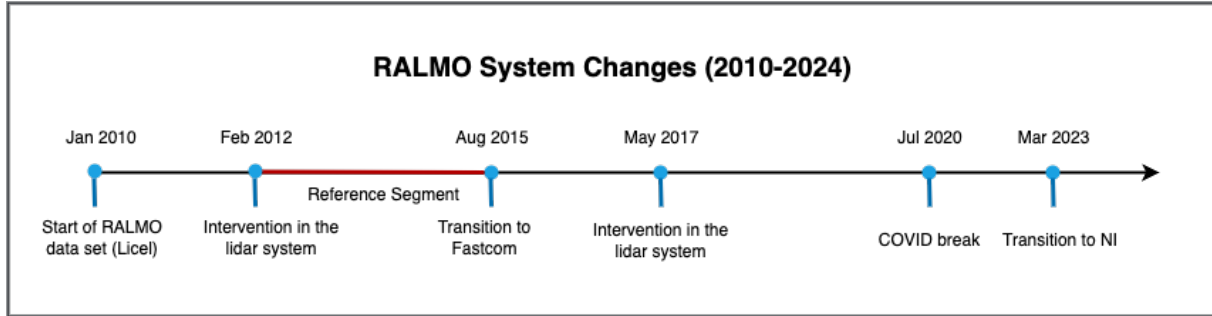 RALMO System Changes (2010-2024)
Jan 2010
Feb 2012
Aug 2015
May 2017
Jul 2020
Mar 2023
Reference Segment
Start of RALMO
data set (Licel)
Intervention in the
lidar system
Transition to
Fastcom
Intervention in the
lidar system
COVID break
Transition to NI